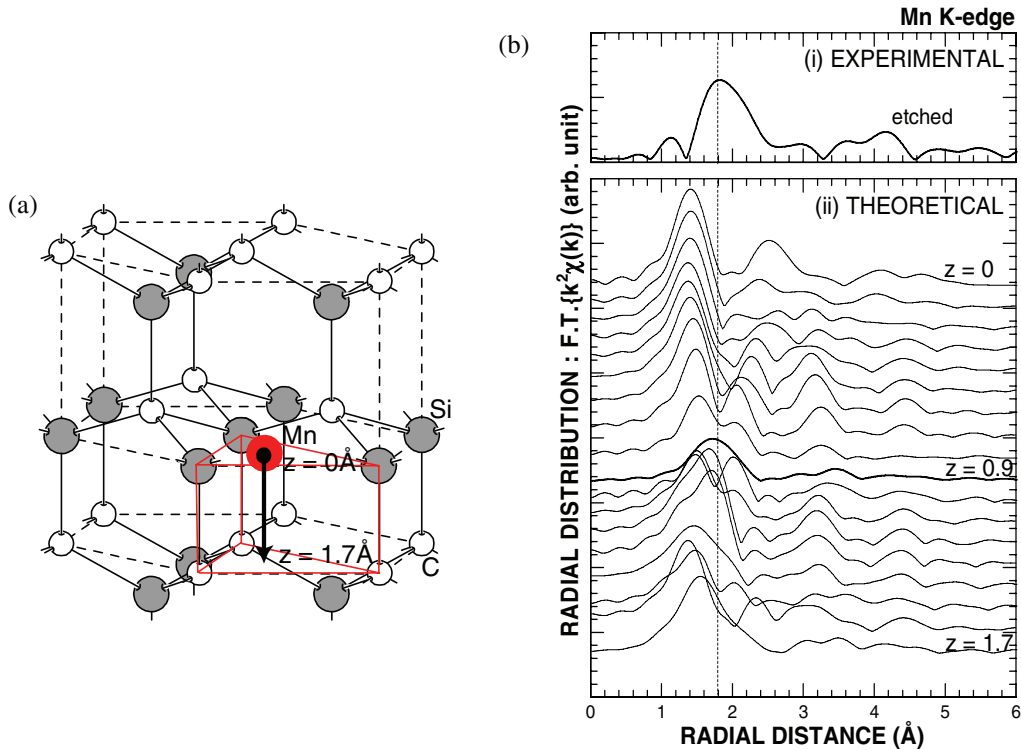 (a)
Si
Mn
z = 0Å
z = 1.7Å
C
(b)
Mn K-edge
(i) EXPERIMENTAL
etched
(ii) THEORETICAL
z = 0
z = 0.9
z = 1.7
RADIAL DISTRIBUTION : F.T.{k²χ(k)} (arb. unit)
0 1 2 3 4 5 6
RADIAL DISTANCE (Å)